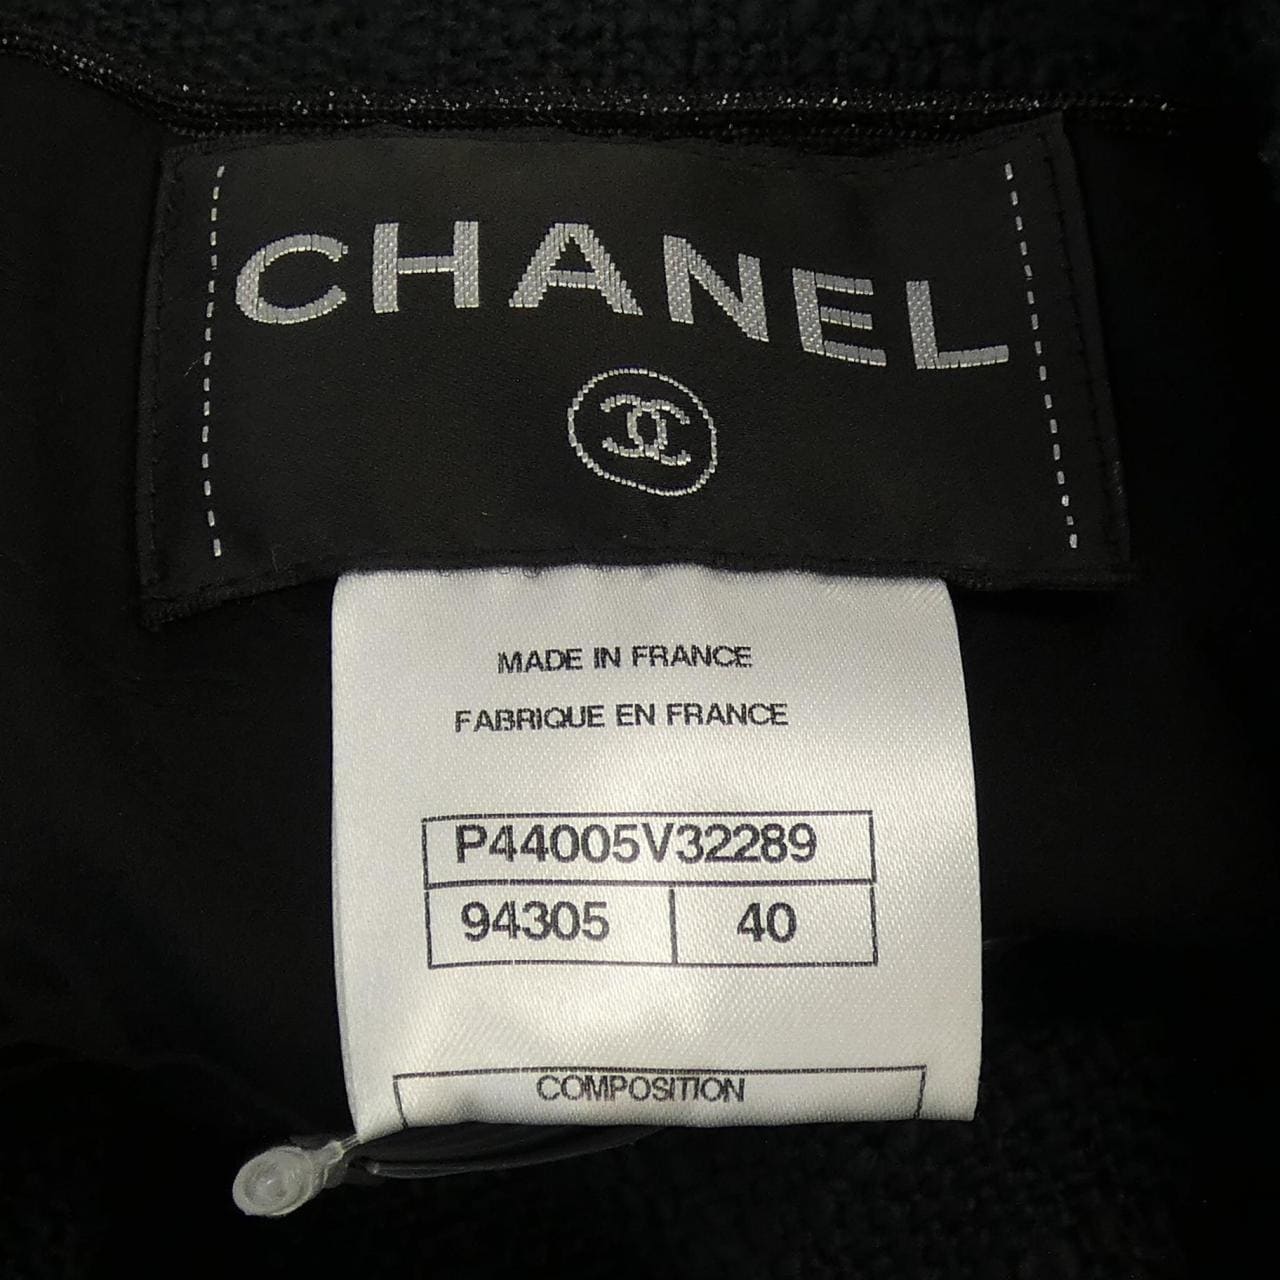 CHANEL
MADE IN FRANCE
FABRIQUE EN FRANCE
P44005V32289
94305 40
COMPOSITION